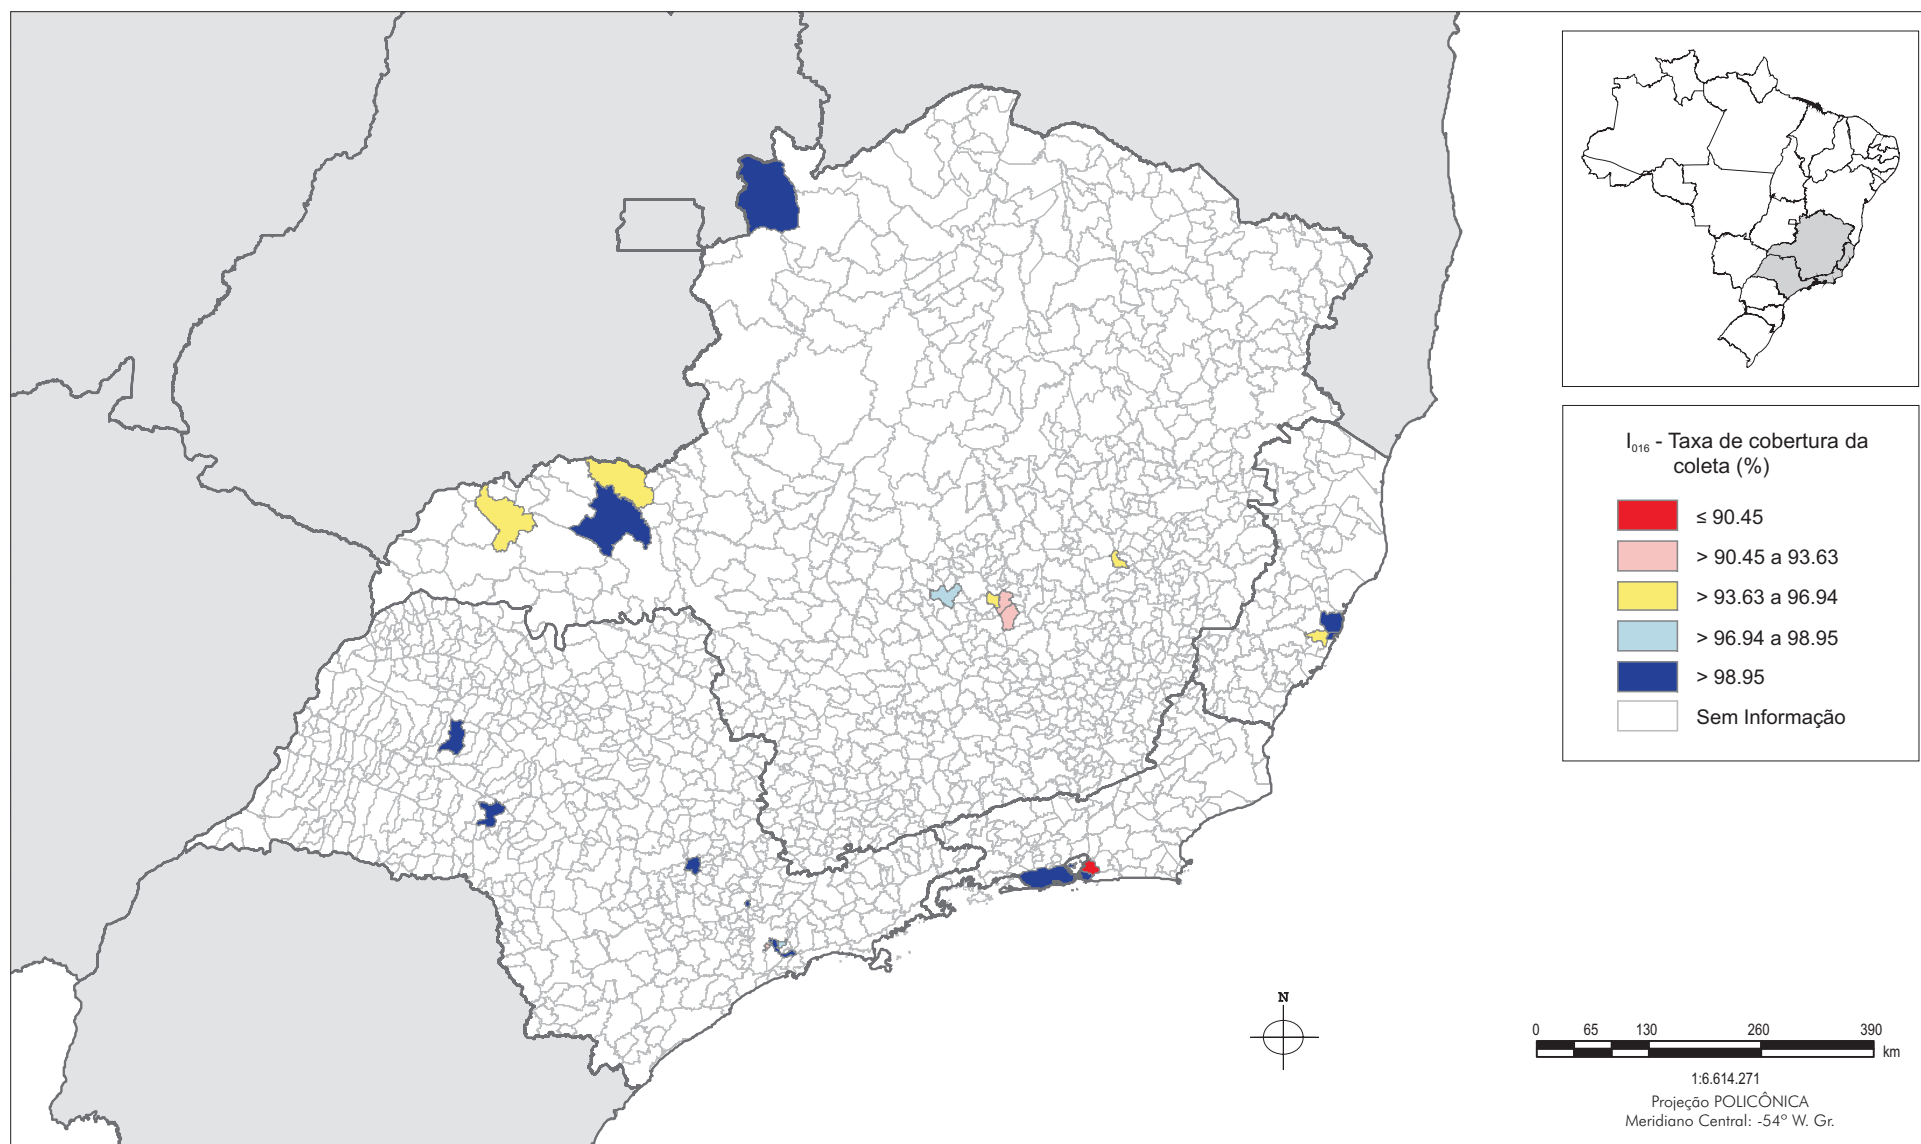 I016 - Taxa de cobertura da
coleta (%)
≤ 90.45
> 90.45 a 93.63
> 93.63 a 96.94
> 96.94 a 98.95
> 98.95
Sem Informação
N
0 65 130 260 390
km
1:6.614.271
Projeção POLICÔNICA
Meridiano Central: -54º W. Gr.